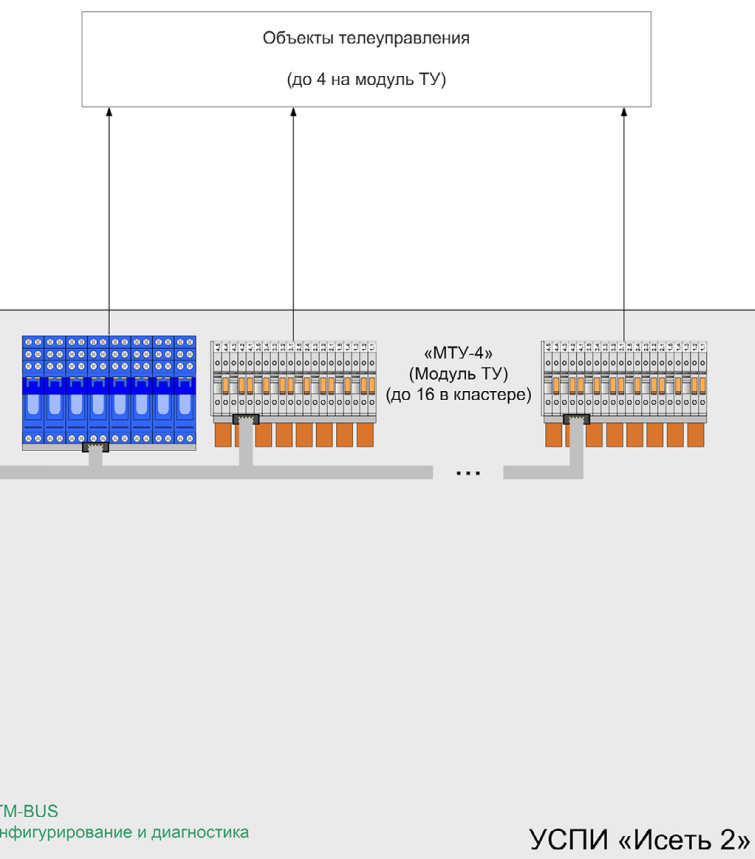 Объекты телеуправления
(до 4 на модуль ТУ)
«МТУ-4»
(Модуль ТУ)
(до 16 в кластере)
...
TM-BUS
нфигурирование и диагностика
УСПИ «Исеть 2»